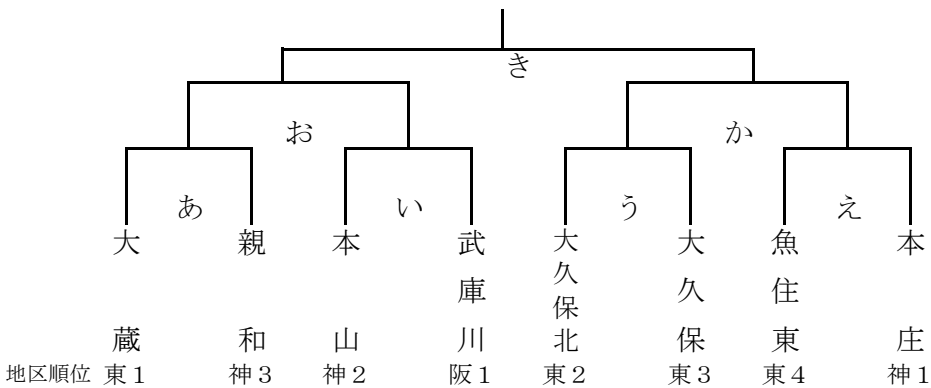 き
お か
あ い う え
大蔵 親和 本山 武庫川 大久保北 大久保 魚住東 本庄
地区順位 東１ 神３ 神２ 阪１ 東２ 東３ 東４ 神１